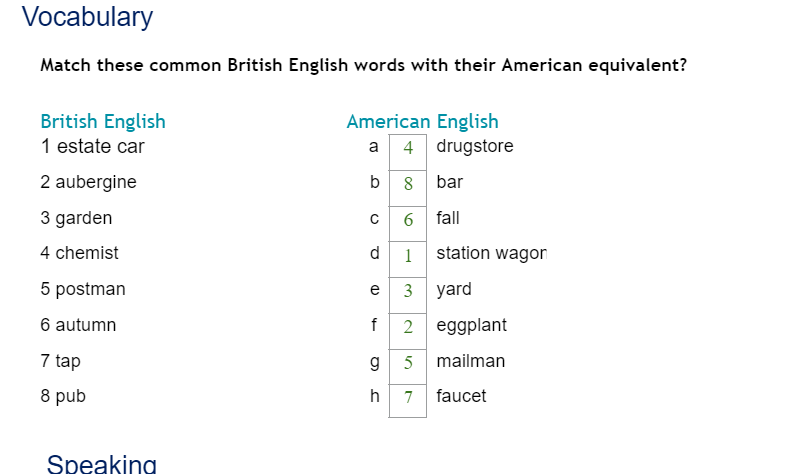 Vocabulary
Match these common British English words with their American equivalent?
British English American English
1 estate car a 4 drugstore
2 aubergine b 8 bar
3 garden c 6 fall
4 chemist d 1 station wagon
5 postman e 3 yard
6 autumn f 2 eggplant
7 tap g 5 mailman
8 pub h 7 faucet
Speaking